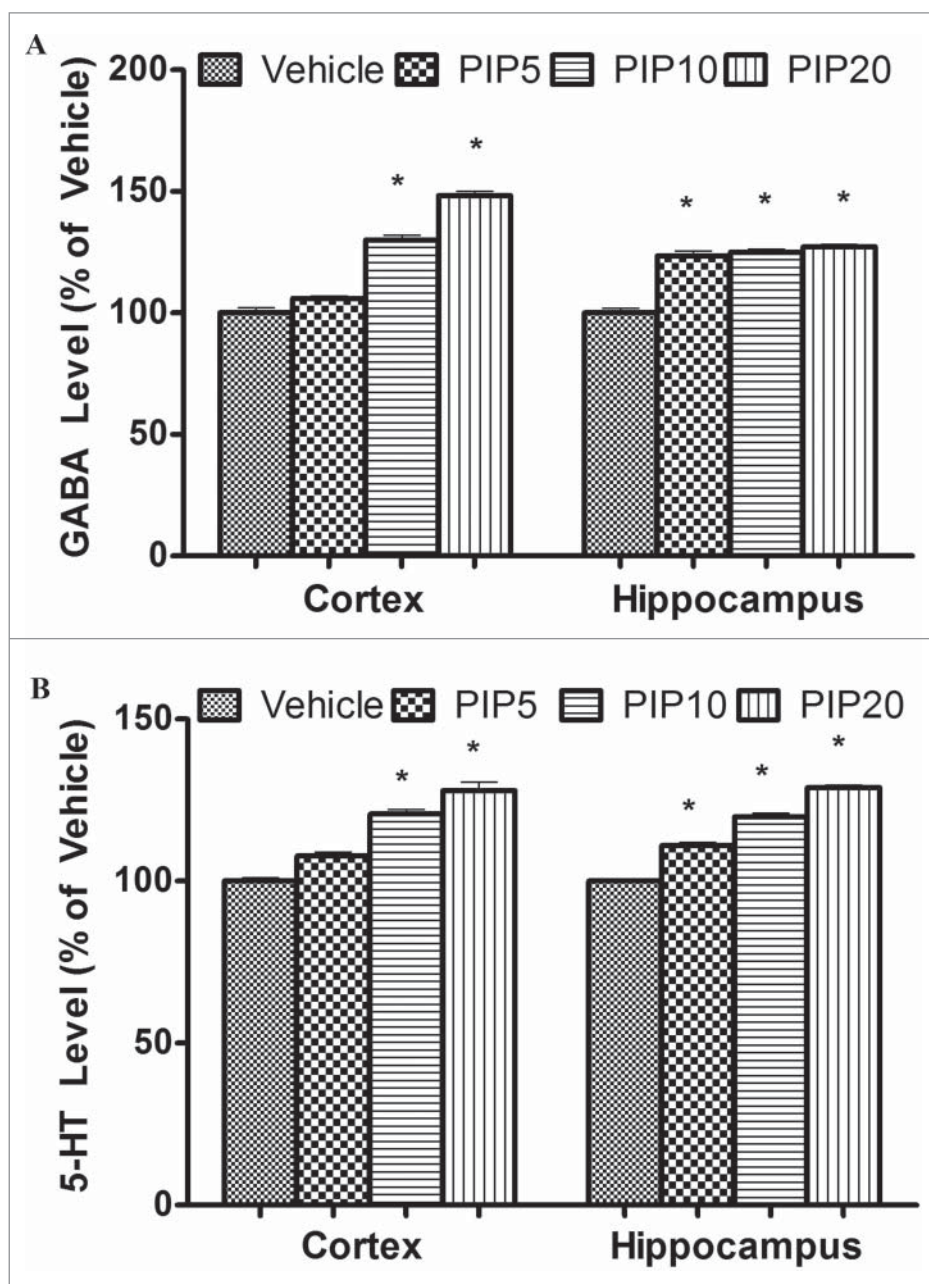 A
200
Vehicle PIP5 PIP10 PIP20
GABA Level (% of Vehicle)
* *
150
* * *
100
50
0
Cortex Hippocampus
B
150
Vehicle PIP5 PIP10 PIP20
5-HT Level (% of Vehicle)
* *
* * *
100
50
0
Cortex Hippocampus